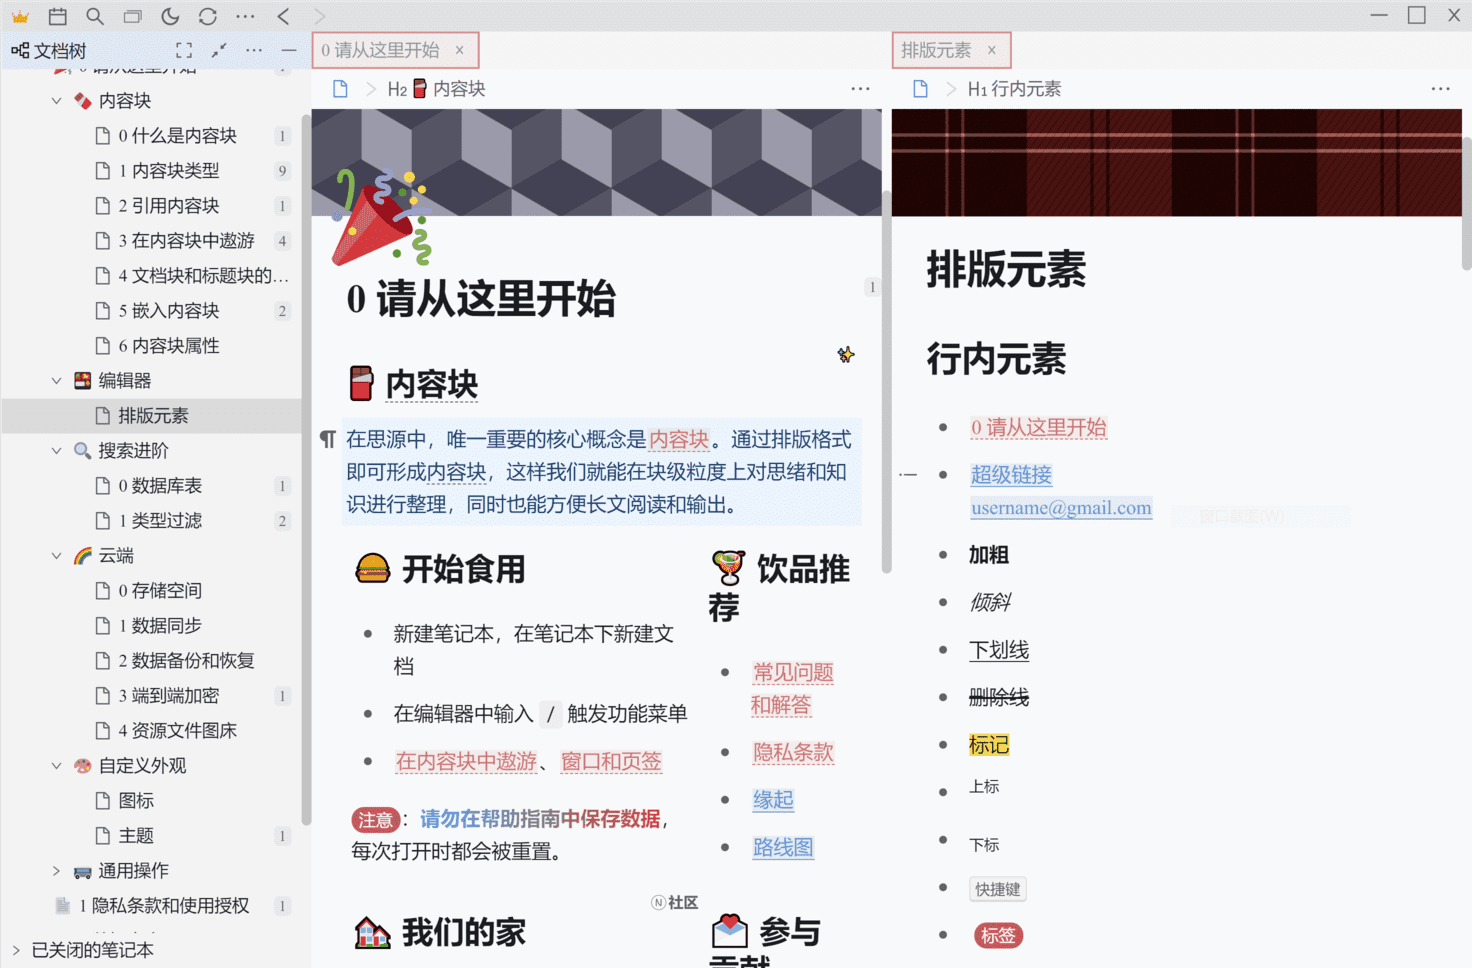 文档树
0 请从这里开始
内容块
0 什么是内容块 1
1 内容块类型 9
2 引用内容块 1
3 在内容块中遨游 4
4 文档块和标题块的...
5 嵌入内容块 2
6 内容块属性
编辑器
排版元素
搜索进阶
0 数据库表 1
1 类型过滤 2
云端
0 存储空间
1 数据同步
2 数据备份和恢复
3 端到端加密 1
4 资源文件图床
自定义外观
图标
主题 1
通用操作
1 隐私条款和使用授权 1
已关闭的笔记本
0 请从这里开始
H2 内容块
0 请从这里开始
1
内容块
在思源中，唯一重要的核心概念是内容块。通过排版格式
即可形成内容块，这样我们就能在块级粒度上对思绪和知
识进行整理，同时也能方便长文阅读和输出。
开始食用
新建笔记本，在笔记本下新建文
档
在编辑器中输入 / 触发功能菜单
在内容块中遨游、窗口和页签
注意：请勿在帮助指南中保存数据，
每次打开时都会被重置。
我们的家
饮品推
荐
常见问题
和解答
隐私条款
缘起
路线图
N 社区
参与
贡献
排版元素
H1 行内元素
排版元素
行内元素
0 请从这里开始
超级链接
username@gmail.com
窗口截图(W)
加粗
倾斜
下划线
删除线
标记
上标
下标
快捷键
标签